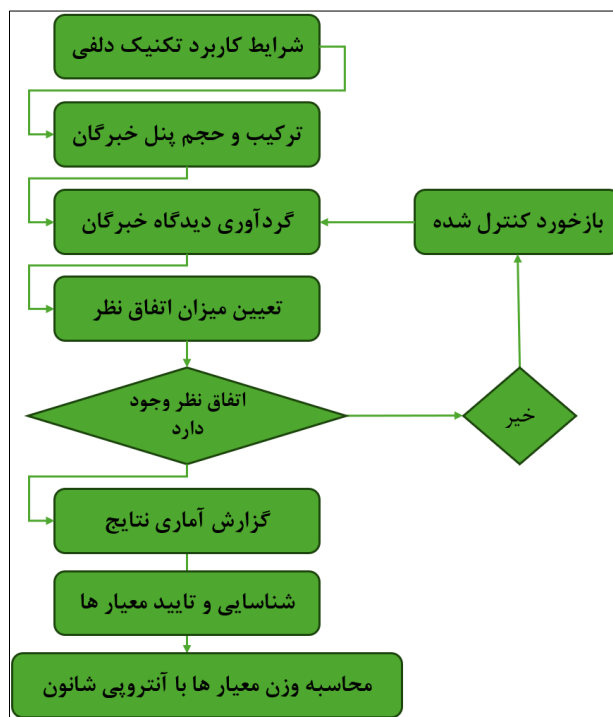 شرایط کاربرد تکنیک دلفی
ترکیب و حجم پنل خبرگان
گردآوری دیدگاه خبرگان
بازخورد کنترل شده
تعیین میزان اتفاق نظر
اتفاق نظر وجود
دارد
خیر
گزارش آماری نتایج
شناسایی و تایید معیار ها
محاسبه وزن معیار ها با آنتروپی شانون